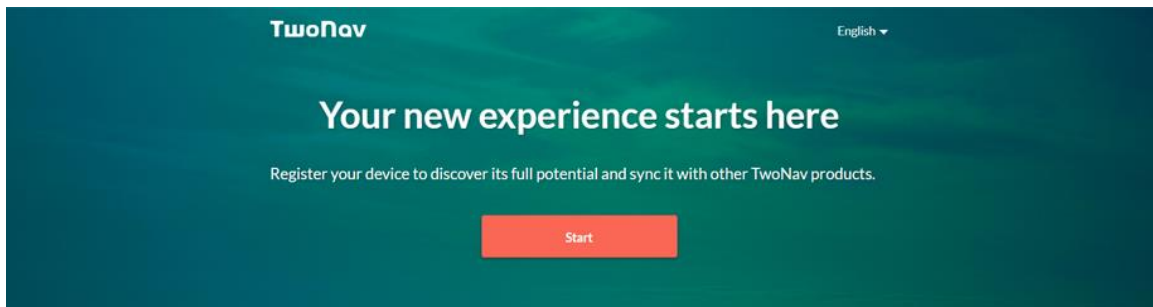 TwoNav
English
Your new experience starts here
Register your device to discover its full potential and sync it with other TwoNav products.
Start